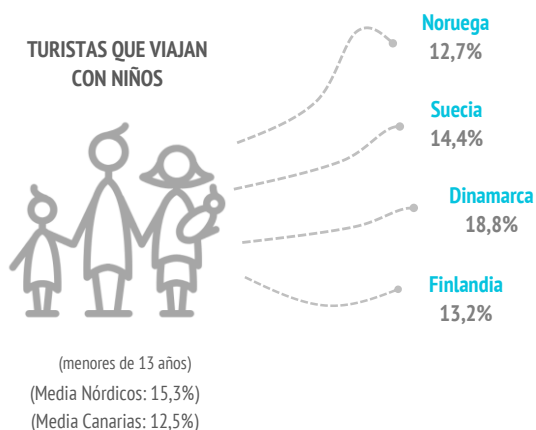 TURISTAS QUE VIAJAN
CON NIÑOS
Noruega
12,7%
Suecia
14,4%
Dinamarca
18,8%
Finlandia
13,2%
(menores de 13 años)
(Media Nórdicos: 15,3%)
(Media Canarias: 12,5%)